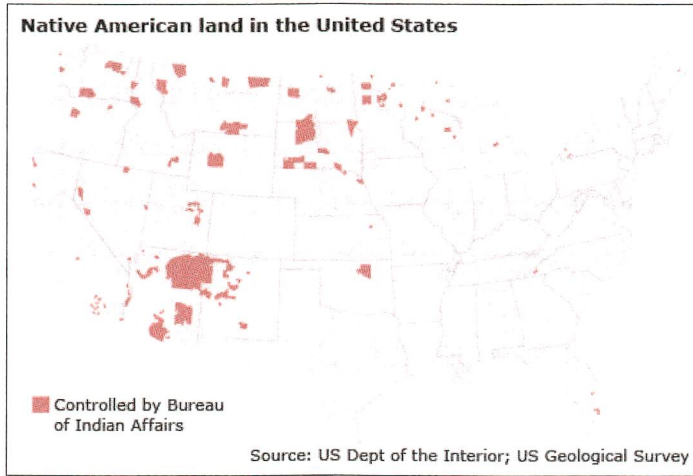 Native American land in the United States
Controlled by Bureau
of Indian Affairs
Source: US Dept of the Interior; US Geological Survey